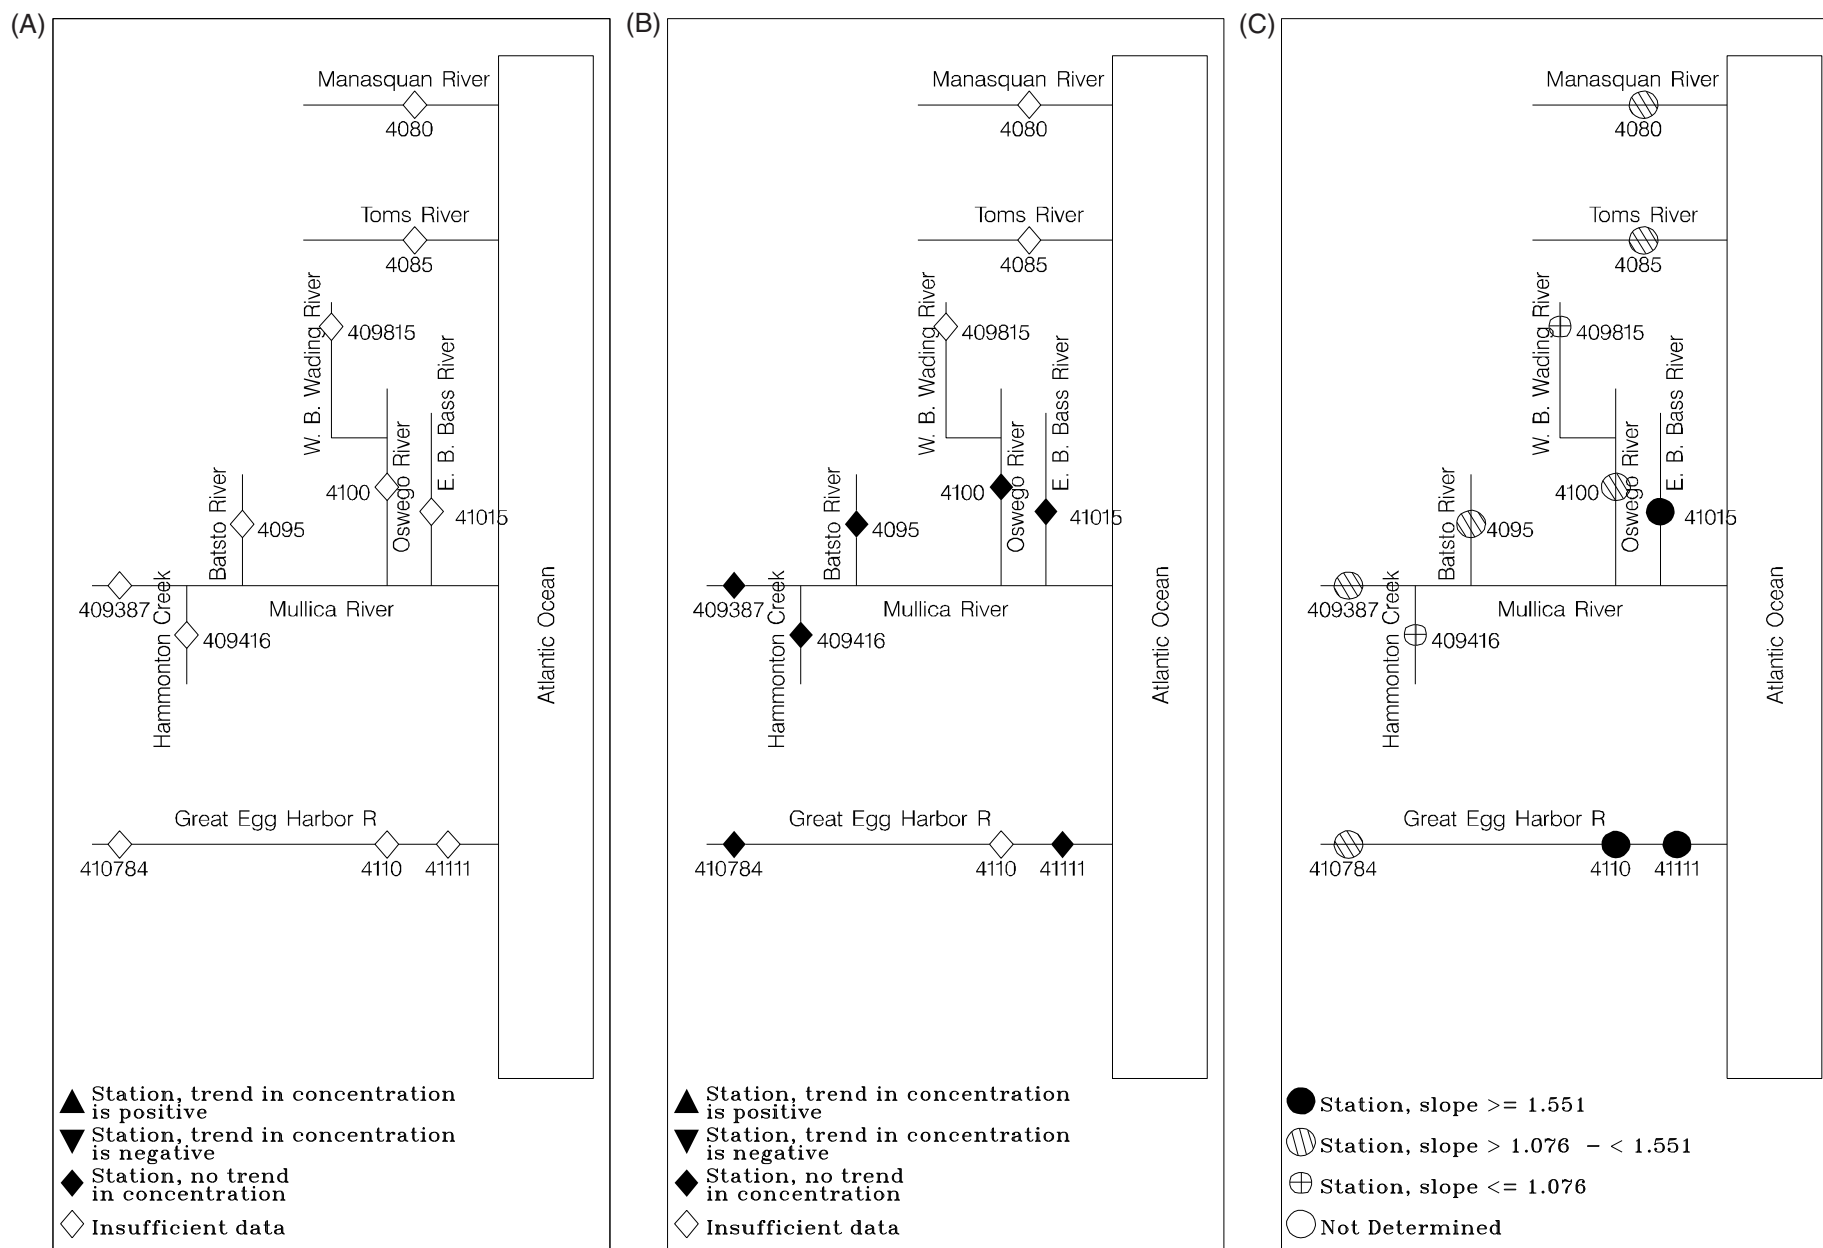 (A)
Manasquan River
4080
Toms River
4085
W. B. Wading River
409815
E. B. Bass River
Oswego River
4100
41015
Batsto River
4095
409387
Hammonton Creek
Mullica River
409416
Atlantic Ocean
Great Egg Harbor R
410784
4110
41111
Station, trend in concentration
is positive
Station, trend in concentration
is negative
Station, no trend
in concentration
Insufficient data
(B)
Manasquan River
4080
Toms River
4085
W. B. Wading River
409815
E. B. Bass River
Oswego River
4100
41015
Batsto River
4095
409387
Hammonton Creek
Mullica River
409416
Atlantic Ocean
Great Egg Harbor R
410784
4110
41111
Station, trend in concentration
is positive
Station, trend in concentration
is negative
Station, no trend
in concentration
Insufficient data
(C)
Manasquan River
4080
Toms River
4085
W. B. Wading River
409815
E. B. Bass River
Oswego River
4100
41015
Batsto River
4095
409387
Hammonton Creek
Mullica River
409416
Atlantic Ocean
Great Egg Harbor R
410784
4110
41111
Station, slope >= 1.551
Station, slope > 1.076 - < 1.551
Station, slope <= 1.076
Not Determined